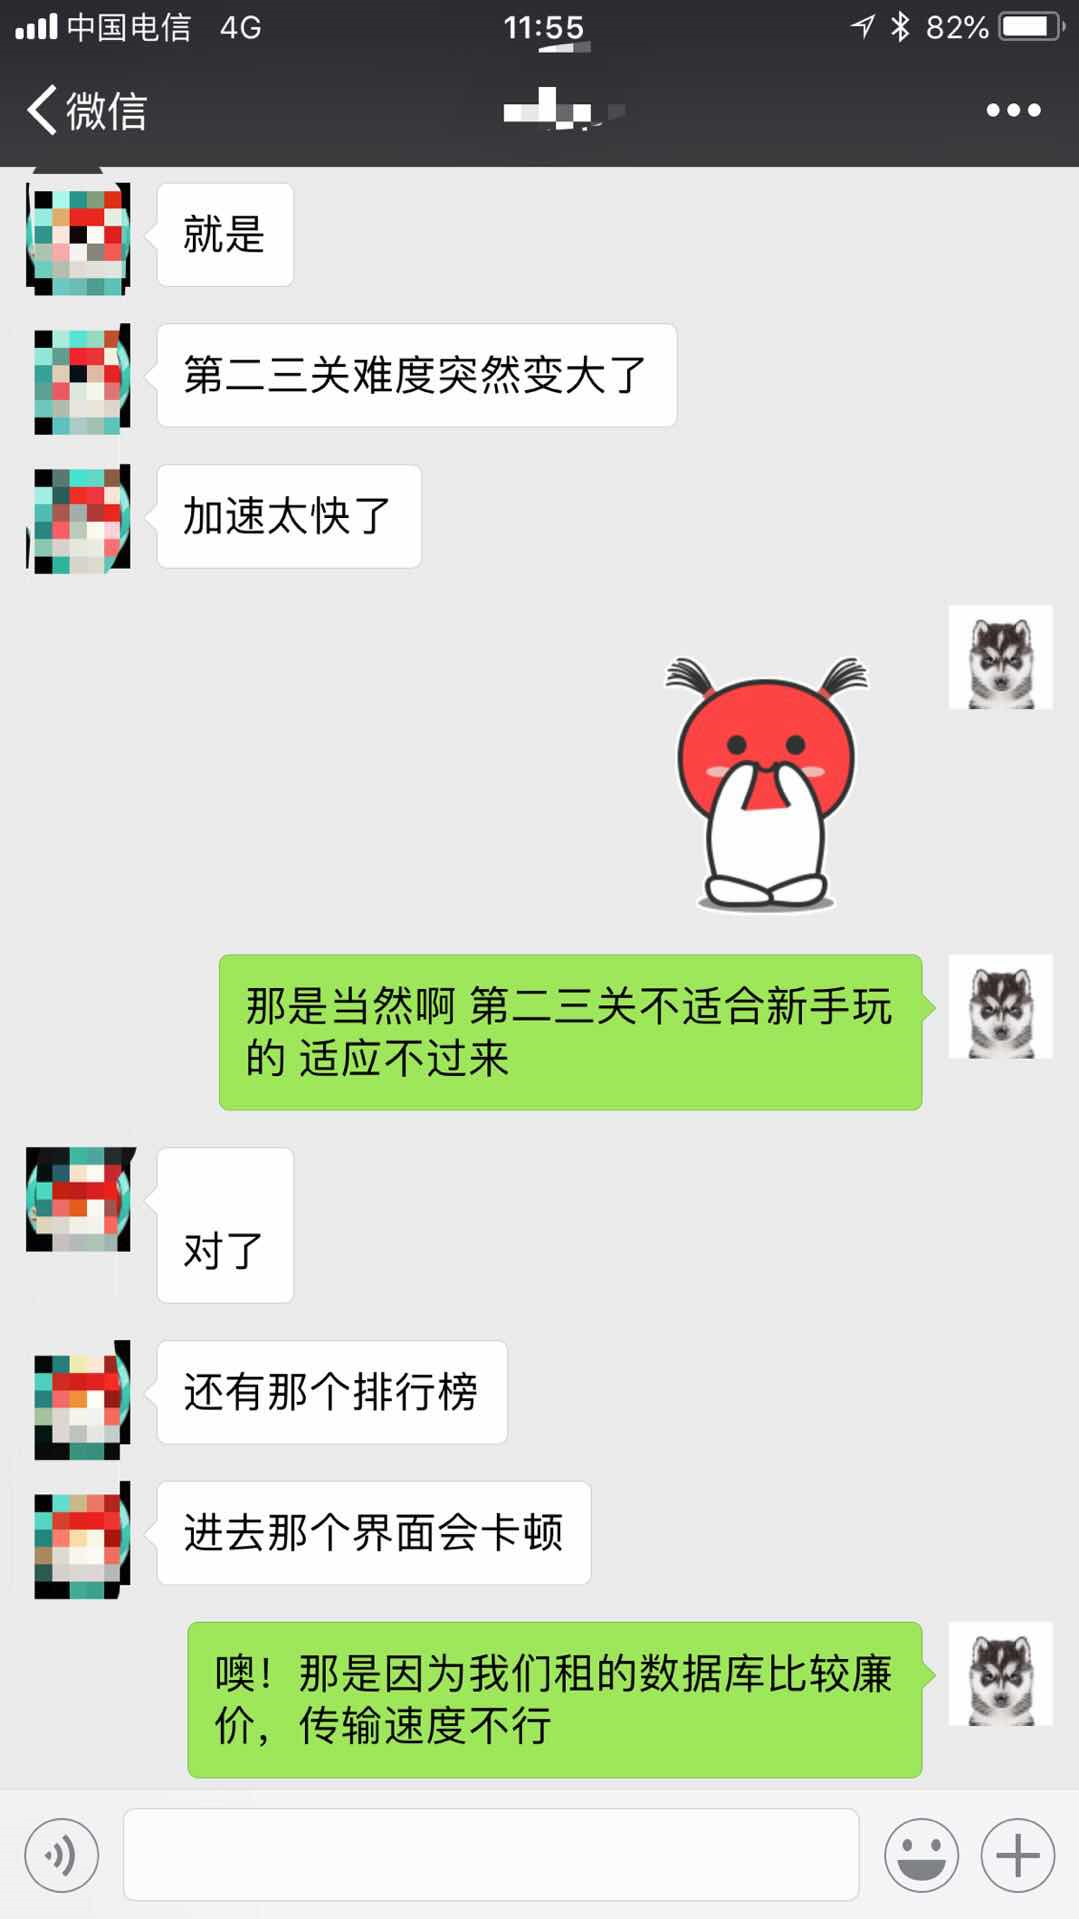 中国电信 4G 11:55 82%
微信
就是
第二三关难度突然变大了
加速太快了
那是当然啊 第二三关不适合新手玩
的 适应不过来
对了
还有那个排行榜
进去那个界面会卡顿
噢！那是因为我们租的数据库比较廉
价，传输速度不行